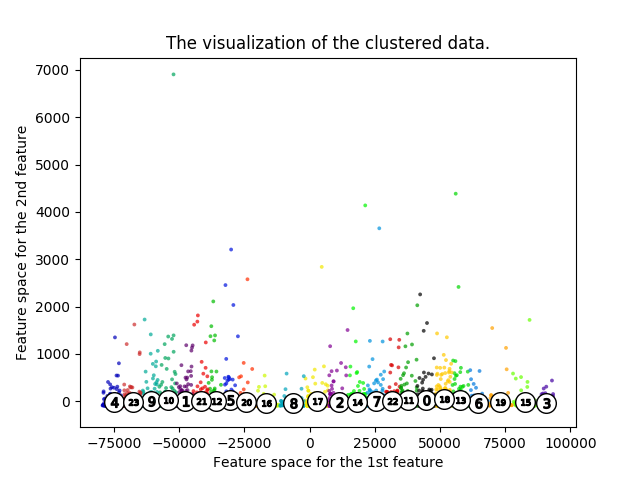 The visualization of the clustered data.
7000
6000
5000
4000
3000
2000
1000
0
Feature space for the 2nd feature
4 23 9 10 1 21 12 5 20 16 8 17 2 14 7 22 11 0 18 13 6 19 15 3
−75000 −50000 −25000 0 25000 50000 75000 100000
Feature space for the 1st feature